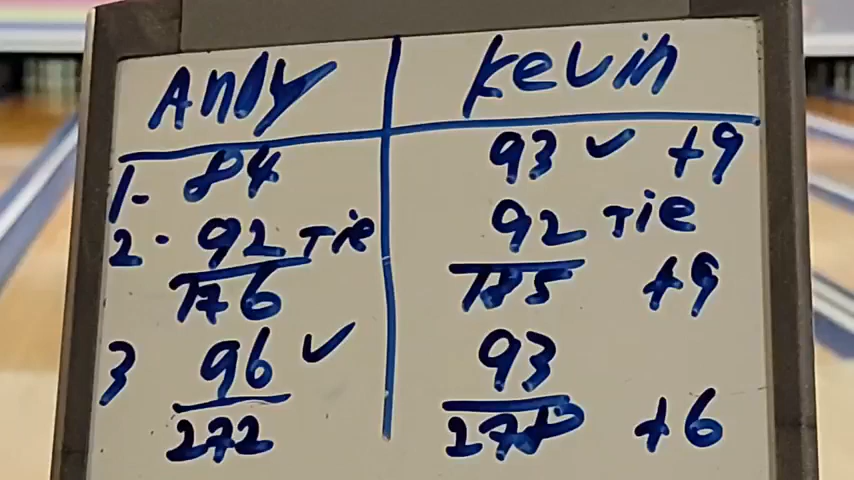 Andy Kevin
1- 84 93 ✓ +9
2- 92 Tie 92 Tie
176 185 +9
3 96 ✓ 93
272 +6